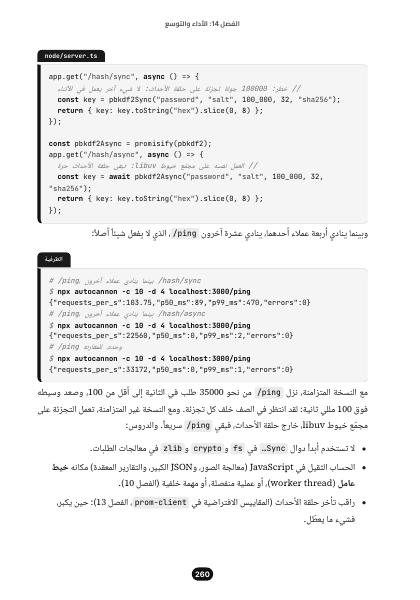 الفصل 14: الأداء والتوسع
node/server.ts
app.get("/hash/sync", async () => {
// خطر: 100000 جولة تجزئة على حلقة الأحداث: لا شيء آخر يعمل في الأثناء
const key = pbkdf2Sync("password", "salt", 100_000, 32, "sha256");
return { key: key.toString("hex").slice(0, 8) };
});
const pbkdf2Async = promisify(pbkdf2);
app.get("/hash/async", async () => {
// العمل نفسه على مجمّع خيوط libuv: تبقى حلقة الأحداث حرة
const key = await pbkdf2Async("password", "salt", 100_000, 32,
"sha256");
return { key: key.toString("hex").slice(0, 8) };
});
وبينما ينادي أربعة عملاء أحدهما، ينادي عشرة آخرون /ping، الذي لا يفعل شيئاً أصلاً:
الطرفية
# /ping، بينما ينادي عملاء آخرون /hash/sync
$ npx autocannon -c 10 -d 4 localhost:3000/ping
{"requests_per_s":103.75,"p50_ms":89,"p99_ms":470,"errors":0}
# /ping، بينما ينادي عملاء آخرون /hash/async
$ npx autocannon -c 10 -d 4 localhost:3000/ping
{"requests_per_s":22560,"p50_ms":0,"p99_ms":2,"errors":0}
# /ping وحده، للمقارنة
$ npx autocannon -c 10 -d 4 localhost:3000/ping
{"requests_per_s":33172,"p50_ms":0,"p99_ms":1,"errors":0}
مع النسخة المتزامنة، نزل /ping من نحو 35000 طلب في الثانية إلى أقل من 100، وصعد وسيطه
فوق 100 مللي ثانية: لقد انتظر في الصف خلف كل تجزئة. ومع النسخة غير المتزامنة، تعمل التجزئة على
مجمّع خيوط libuv، خارج حلقة الأحداث، فيبقى /ping سريعاً. والدروس:
• لا تستخدم أبداً دوال Sync… في fs و crypto و zlib في معالجات الطلبات.
• الحساب الثقيل في JavaScript (معالجة الصور، وJSON الكبير، والتقارير المعقدة) مكانه خيط
عامل (worker thread)، أو عملية منفصلة، أو مهمة خلفية (الفصل 10).
• راقب تأخر حلقة الأحداث (المقاييس الافتراضية في prom-client، الفصل 13): حين يكبر،
فشيء ما يعطّل.
260